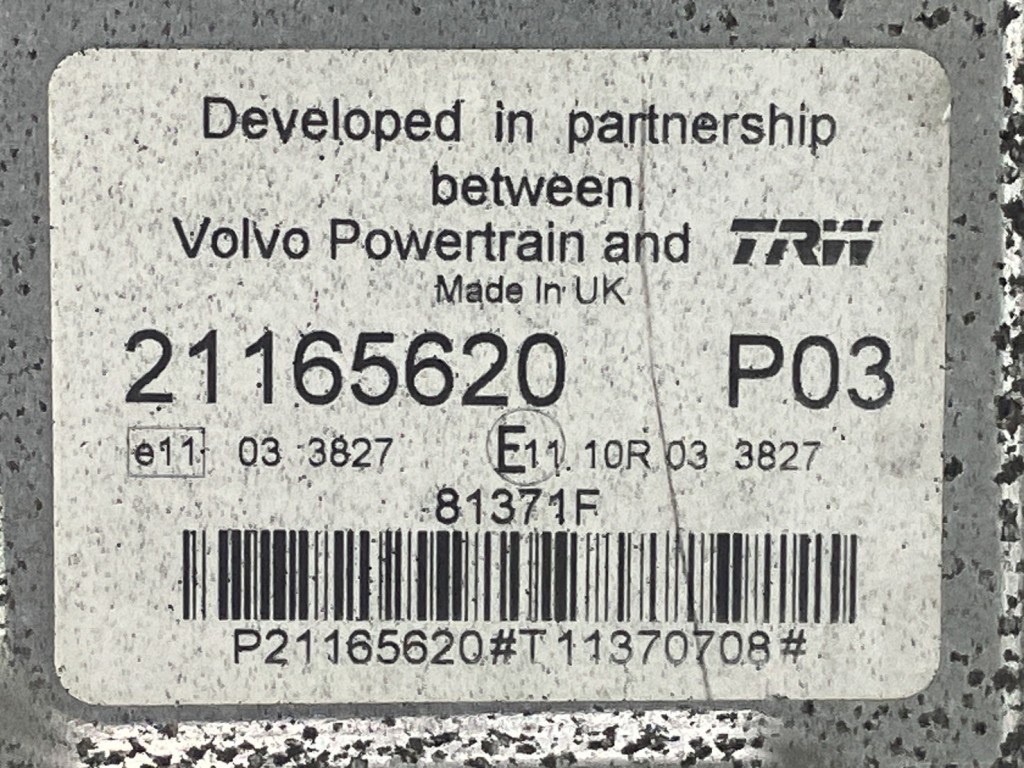 Developed in partnership
between
Volvo Powertrain and TRW
Made In UK
21165620 P03
e11 03 3827 E11 10R 03 3827
81371F
P21165620#T11370708#